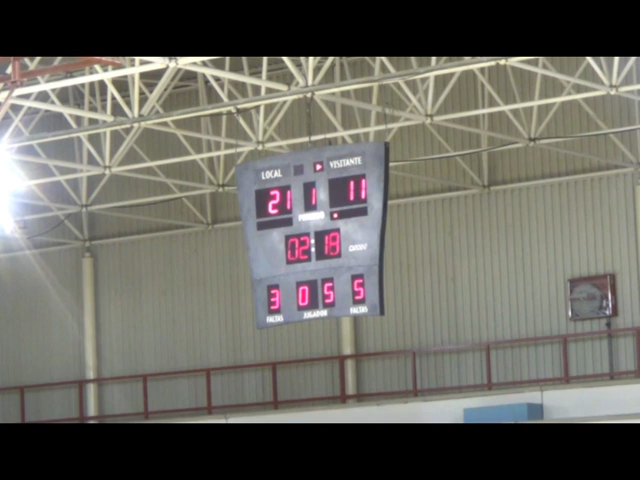 LOCAL VISITANTE
21 1 11
PERIODO
02:18
3 0 5 5
FALTAS JUGADOR FALTAS